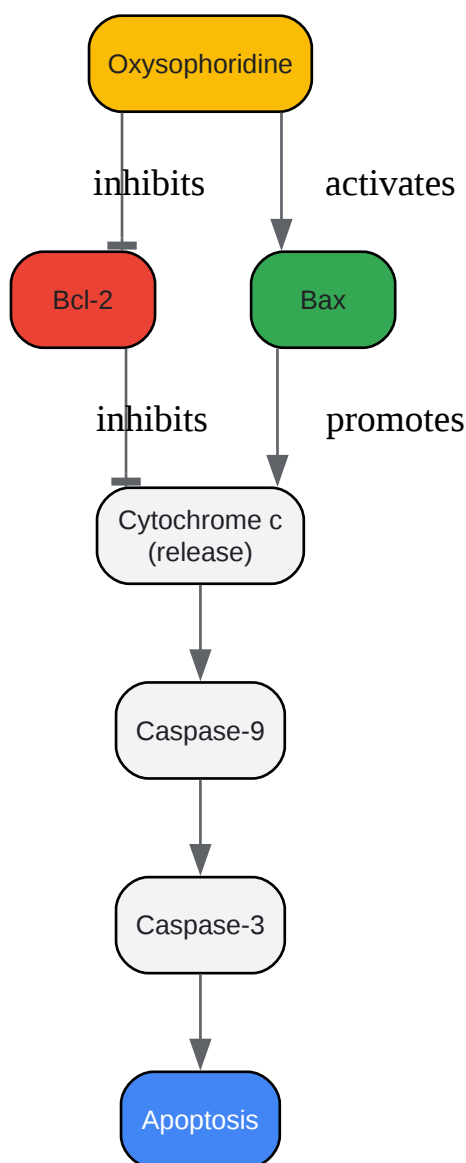 Oxysophoridine
inhibits
activates
Bcl-2
Bax
inhibits
promotes
Cytochrome c
(release)
Caspase-9
Caspase-3
Apoptosis